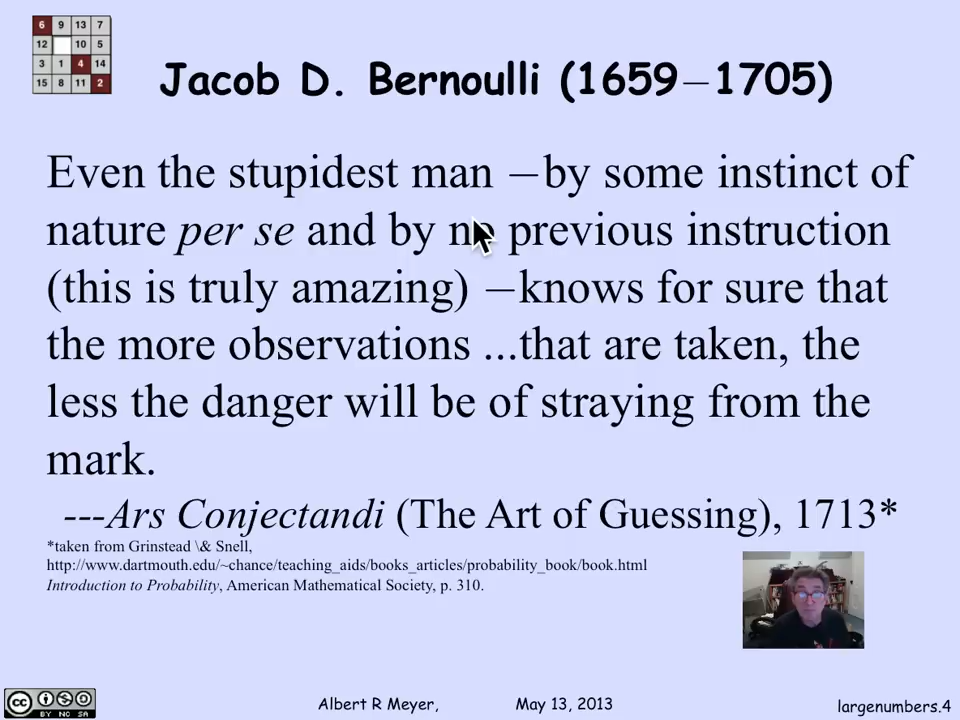 6 9 13 7
12 10 5
3 1 4 14
15 8 11 2
Jacob D. Bernoulli (1659–1705)
Even the stupidest man –by some instinct of
nature per se and by no previous instruction
(this is truly amazing) –knows for sure that
the more observations ...that are taken, the
less the danger will be of straying from the
mark.
---Ars Conjectandi (The Art of Guessing), 1713*
*taken from Grinstead \& Snell,
http://www.dartmouth.edu/~chance/teaching_aids/books_articles/probability_book/book.html
Introduction to Probability, American Mathematical Society, p. 310.
cc
BY NC SA
Albert R Meyer, May 13, 2013
largenumbers.4